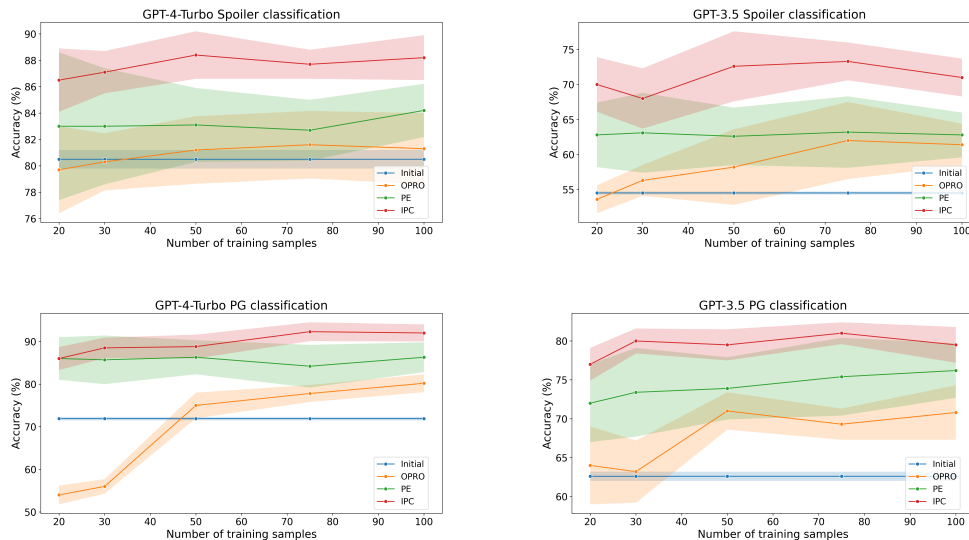 GPT-4-Turbo Spoiler classification
Accuracy (%)
90
88
86
84
82
80
78
76
20 30 40 50 60 70 80 90 100
Number of training samples
Initial
OPRO
PE
IPC
GPT-3.5 Spoiler classification
Accuracy (%)
75
70
65
60
55
20 30 40 50 60 70 80 90 100
Number of training samples
Initial
OPRO
PE
IPC
GPT-4-Turbo PG classification
Accuracy (%)
90
80
70
60
50
20 30 40 50 60 70 80 90 100
Number of training samples
Initial
OPRO
PE
IPC
GPT-3.5 PG classification
Accuracy (%)
80
75
70
65
60
20 30 40 50 60 70 80 90 100
Number of training samples
Initial
OPRO
PE
IPC